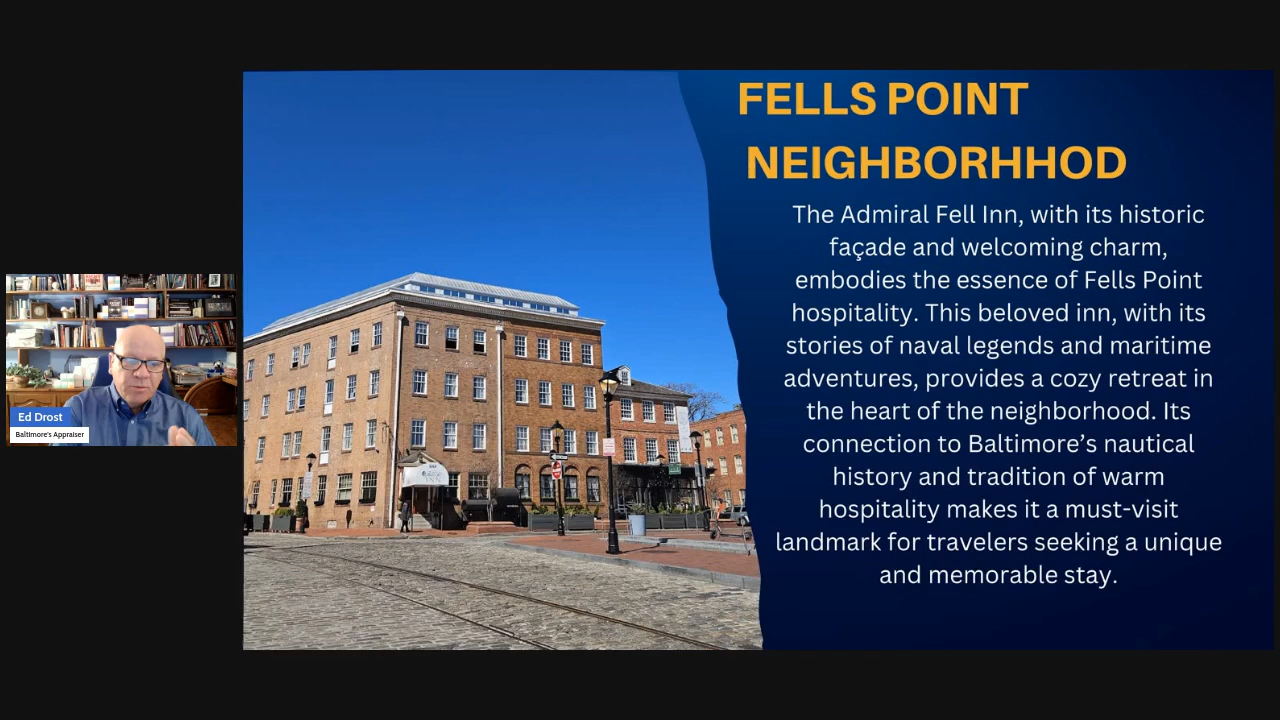 FELLS POINT
NEIGHBORHHOD
The Admiral Fell Inn, with its historic
façade and welcoming charm,
embodies the essence of Fells Point
hospitality. This beloved inn, with its
stories of naval legends and maritime
adventures, provides a cozy retreat in
the heart of the neighborhood. Its
connection to Baltimore’s nautical
history and tradition of warm
hospitality makes it a must-visit
landmark for travelers seeking a unique
and memorable stay.
Ed Drost
Baltimore's Appraiser